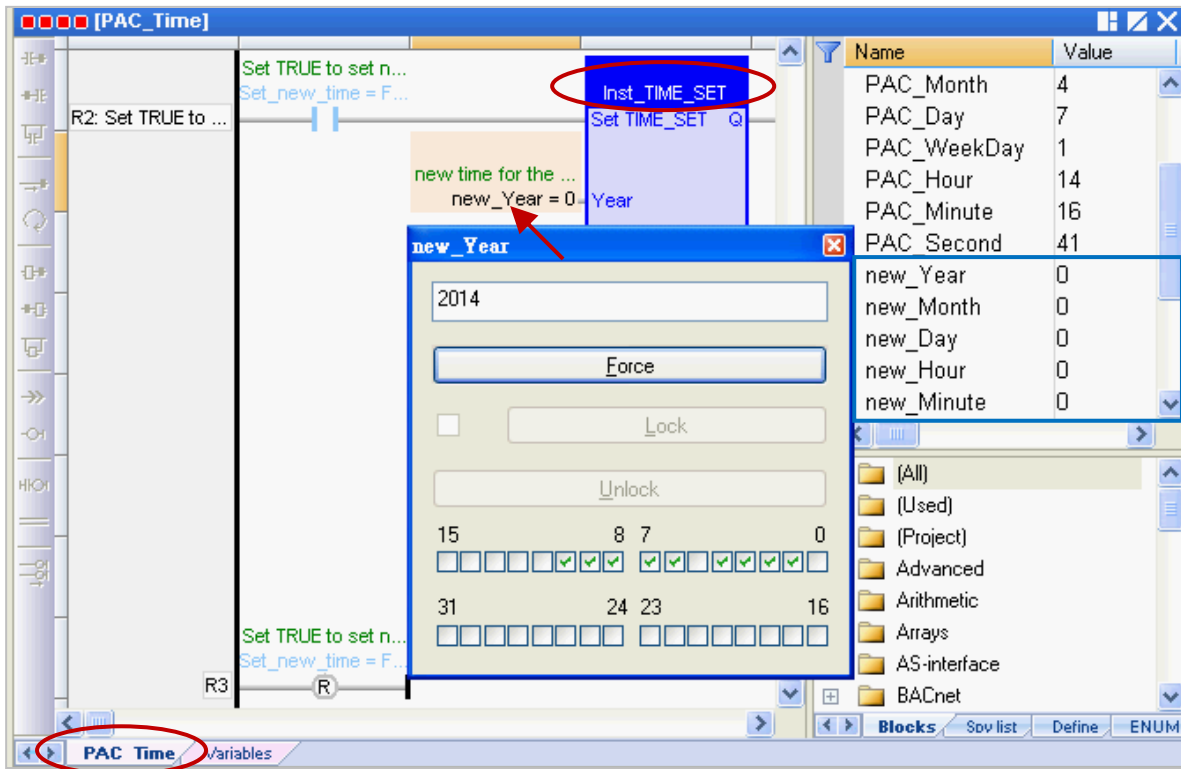 [PAC_Time]
Set TRUE to set n...
Set_new_time = F...
R2: Set TRUE to ...
Inst_TIME_SET
Set TIME_SET Q
new time for the ...
new_Year = 0
Year
new_Year
2014
Force
Lock
Unlock
15 8 7 0
31 24 23 16
Set TRUE to set n...
Set_new_time = F...
R3
R
PAC_Time
Variables
Name Value
PAC_Month 4
PAC_Day 7
PAC_WeekDay 1
PAC_Hour 14
PAC_Minute 16
PAC_Second 41
new_Year 0
new_Month 0
new_Day 0
new_Hour 0
new_Minute 0
(All)
(Used)
(Project)
Advanced
Arithmetic
Arrays
AS-interface
BACnet
Blocks Spy list Define ENUM